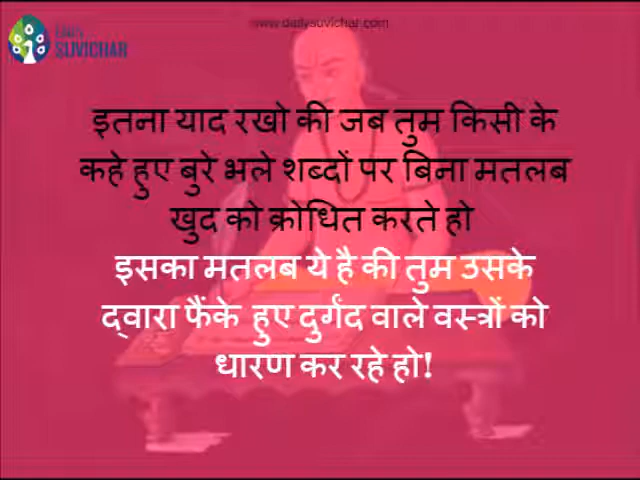 www.dailysuvichar.com
DAILY
SUVICHAR
इतना याद रखो की जब तुम किसी के
कहे हुए बुरे भले शब्दों पर बिना मतलब
खुद को क्रोधित करते हो
इसका मतलब ये है की तुम उसके
द्वारा फैंके हुए दुर्गंद वाले वस्त्रों को
धारण कर रहे हो!